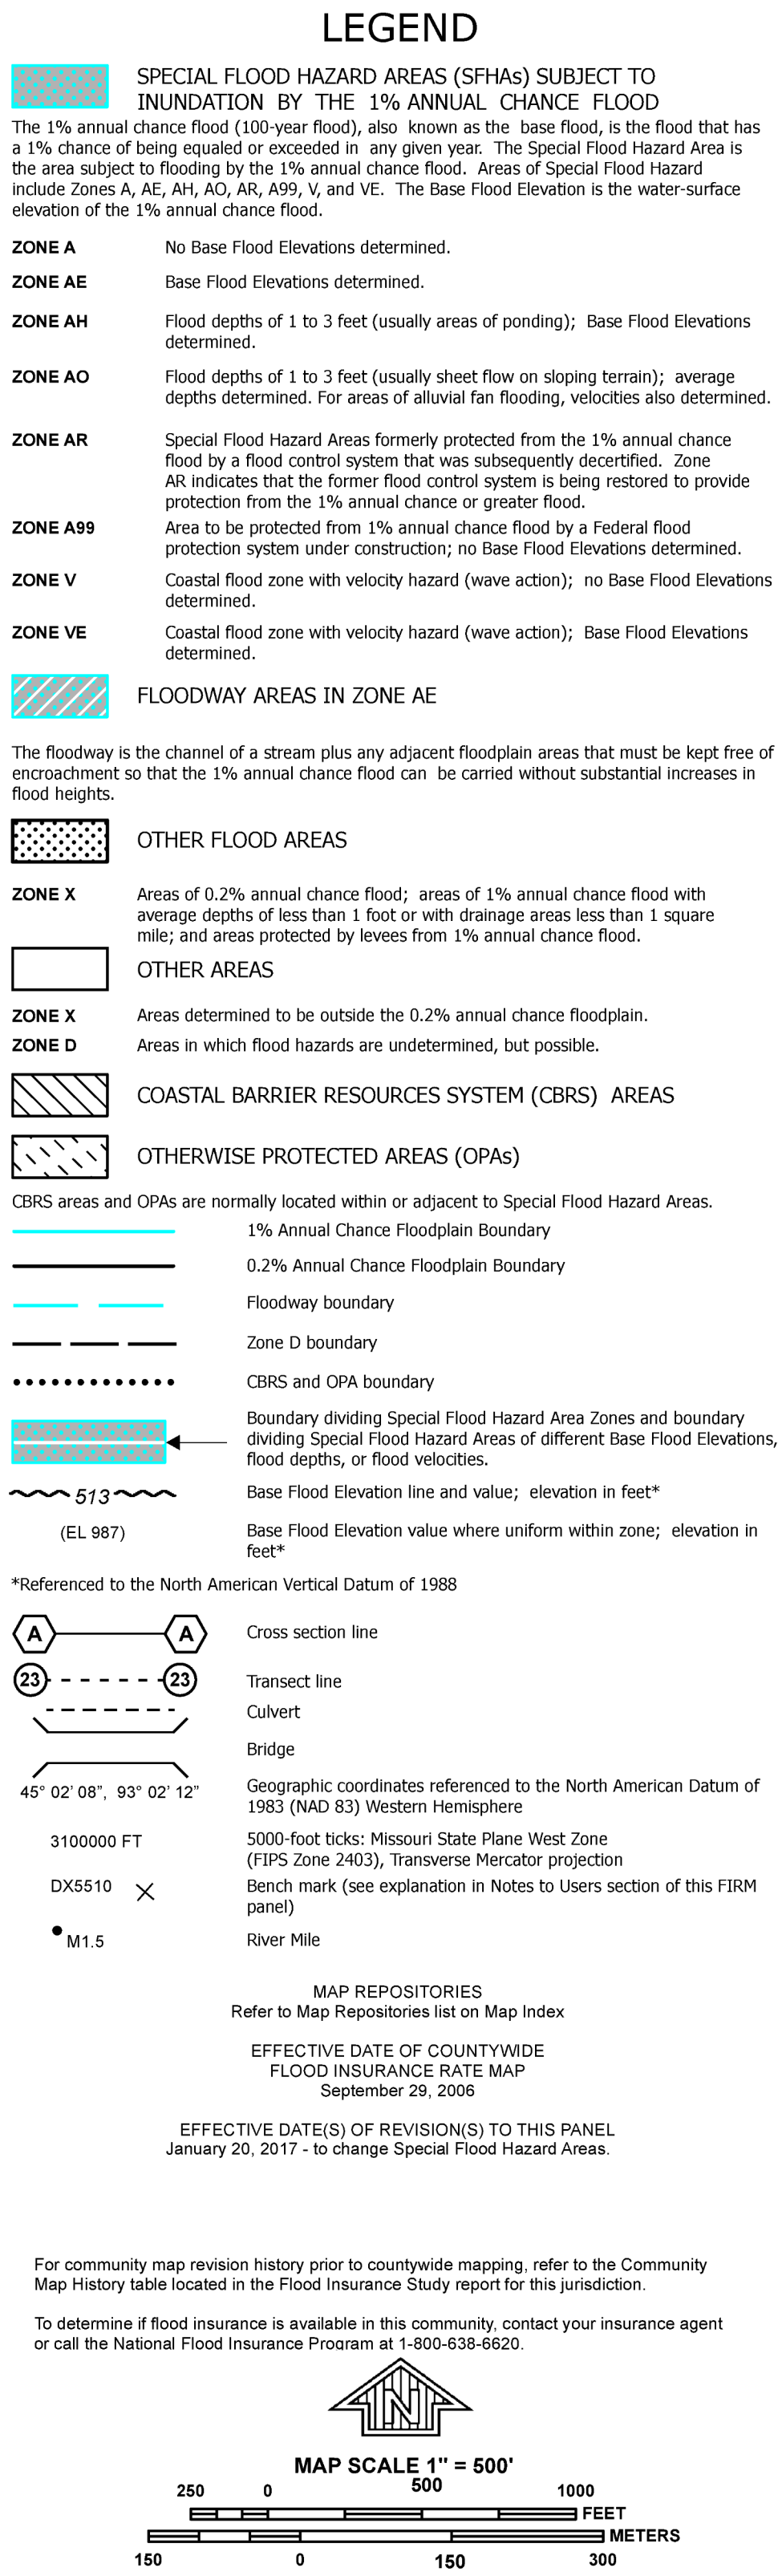 LEGEND
SPECIAL FLOOD HAZARD AREAS (SFHAs) SUBJECT TO
INUNDATION BY THE 1% ANNUAL CHANCE FLOOD
The 1% annual chance flood (100-year flood), also known as the base flood, is the flood that has
a 1% chance of being equaled or exceeded in any given year. The Special Flood Hazard Area is
the area subject to flooding by the 1% annual chance flood. Areas of Special Flood Hazard
include Zones A, AE, AH, AO, AR, A99, V, and VE. The Base Flood Elevation is the water-surface
elevation of the 1% annual chance flood.
ZONE A No Base Flood Elevations determined.
ZONE AE Base Flood Elevations determined.
ZONE AH Flood depths of 1 to 3 feet (usually areas of ponding); Base Flood Elevations
determined.
ZONE AO Flood depths of 1 to 3 feet (usually sheet flow on sloping terrain); average
depths determined. For areas of alluvial fan flooding, velocities also determined.
ZONE AR Special Flood Hazard Areas formerly protected from the 1% annual chance
flood by a flood control system that was subsequently decertified. Zone
AR indicates that the former flood control system is being restored to provide
protection from the 1% annual chance or greater flood.
ZONE A99 Area to be protected from 1% annual chance flood by a Federal flood
protection system under construction; no Base Flood Elevations determined.
ZONE V Coastal flood zone with velocity hazard (wave action); no Base Flood Elevations
determined.
ZONE VE Coastal flood zone with velocity hazard (wave action); Base Flood Elevations
determined.
FLOODWAY AREAS IN ZONE AE
The floodway is the channel of a stream plus any adjacent floodplain areas that must be kept free of
encroachment so that the 1% annual chance flood can be carried without substantial increases in
flood heights.
OTHER FLOOD AREAS
ZONE X Areas of 0.2% annual chance flood; areas of 1% annual chance flood with
average depths of less than 1 foot or with drainage areas less than 1 square
mile; and areas protected by levees from 1% annual chance flood.
OTHER AREAS
ZONE X Areas determined to be outside the 0.2% annual chance floodplain.
ZONE D Areas in which flood hazards are undetermined, but possible.
COASTAL BARRIER RESOURCES SYSTEM (CBRS) AREAS
OTHERWISE PROTECTED AREAS (OPAs)
CBRS areas and OPAs are normally located within or adjacent to Special Flood Hazard Areas.
1% Annual Chance Floodplain Boundary
0.2% Annual Chance Floodplain Boundary
Floodway boundary
Zone D boundary
CBRS and OPA boundary
Boundary dividing Special Flood Hazard Area Zones and boundary
dividing Special Flood Hazard Areas of different Base Flood Elevations,
flood depths, or flood velocities.
513 Base Flood Elevation line and value; elevation in feet*
(EL 987) Base Flood Elevation value where uniform within zone; elevation in
feet*
*Referenced to the North American Vertical Datum of 1988
A A Cross section line
23 23 Transect line
Culvert
Bridge
45° 02' 08", 93° 02' 12" Geographic coordinates referenced to the North American Datum of
1983 (NAD 83) Western Hemisphere
3100000 FT 5000-foot ticks: Missouri State Plane West Zone
(FIPS Zone 2403), Transverse Mercator projection
DX5510 Bench mark (see explanation in Notes to Users section of this FIRM
panel)
M1.5 River Mile
MAP REPOSITORIES
Refer to Map Repositories list on Map Index
EFFECTIVE DATE OF COUNTYWIDE
FLOOD INSURANCE RATE MAP
September 29, 2006
EFFECTIVE DATE(S) OF REVISION(S) TO THIS PANEL
January 20, 2017 - to change Special Flood Hazard Areas.
For community map revision history prior to countywide mapping, refer to the Community
Map History table located in the Flood Insurance Study report for this jurisdiction.
To determine if flood insurance is available in this community, contact your insurance agent
or call the National Flood Insurance Program at 1-800-638-6620.
N
MAP SCALE 1" = 500'
250 0 500 1000
FEET
METERS
150 0 150 300